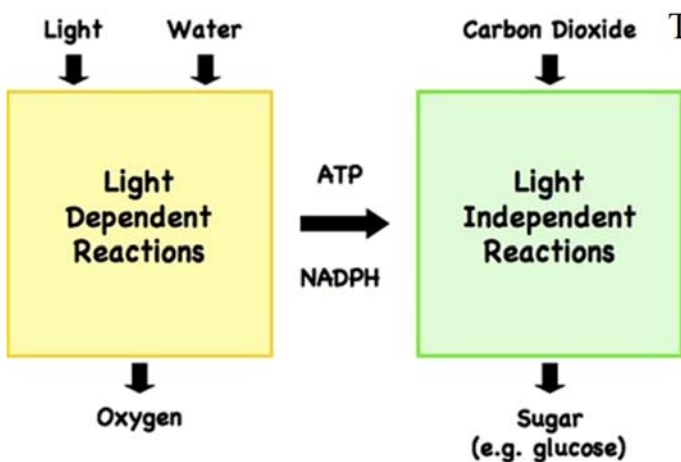 Light
Water
Carbon Dioxide
T
Light
Dependent
Reactions
ATP
NADPH
Light
Independent
Reactions
Oxygen
Sugar
(e.g. glucose)